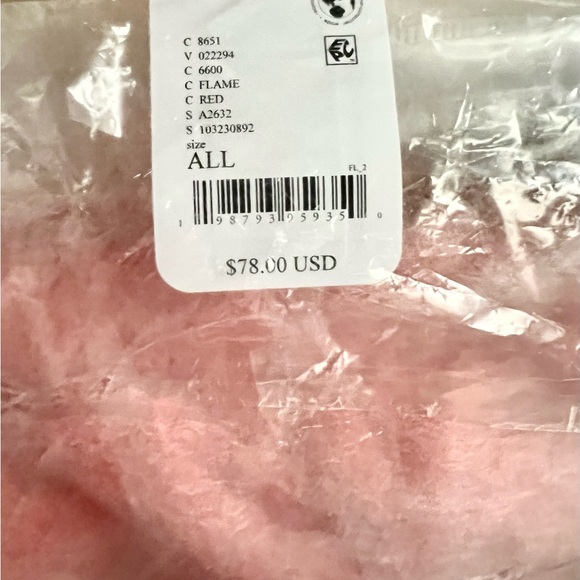 C 8651
V 022294
C 6600
C FLAME
C RED
S A2632
S 103230892
size
ALL
FL_2
1 98793 95935 0
$78.00 USD